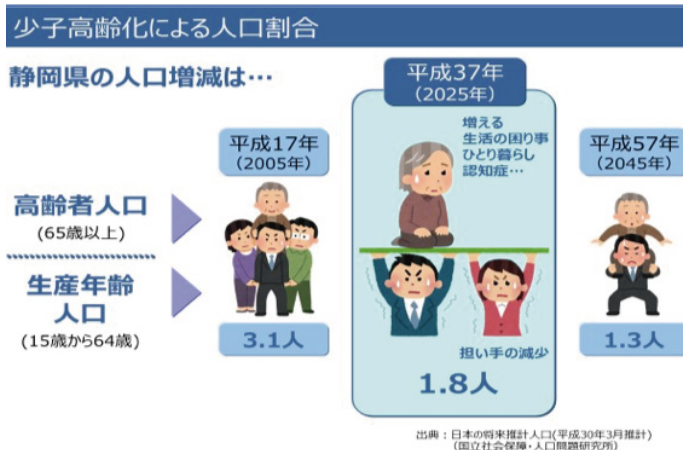 少子高齢化による人口割合
静岡県の人口増減は…
平成17年
(2005年)
平成37年
(2025年)
平成57年
(2045年)
増える
生活の困り事
ひとり暮らし
認知症…
高齢者人口
(65歳以上)
生産年齢
人口
(15歳から64歳)
3.1人
担い手の減少
1.8人
1.3人
出典：日本の将来推計人口(平成30年3月推計)
(国立社会保障・人口問題研究所)